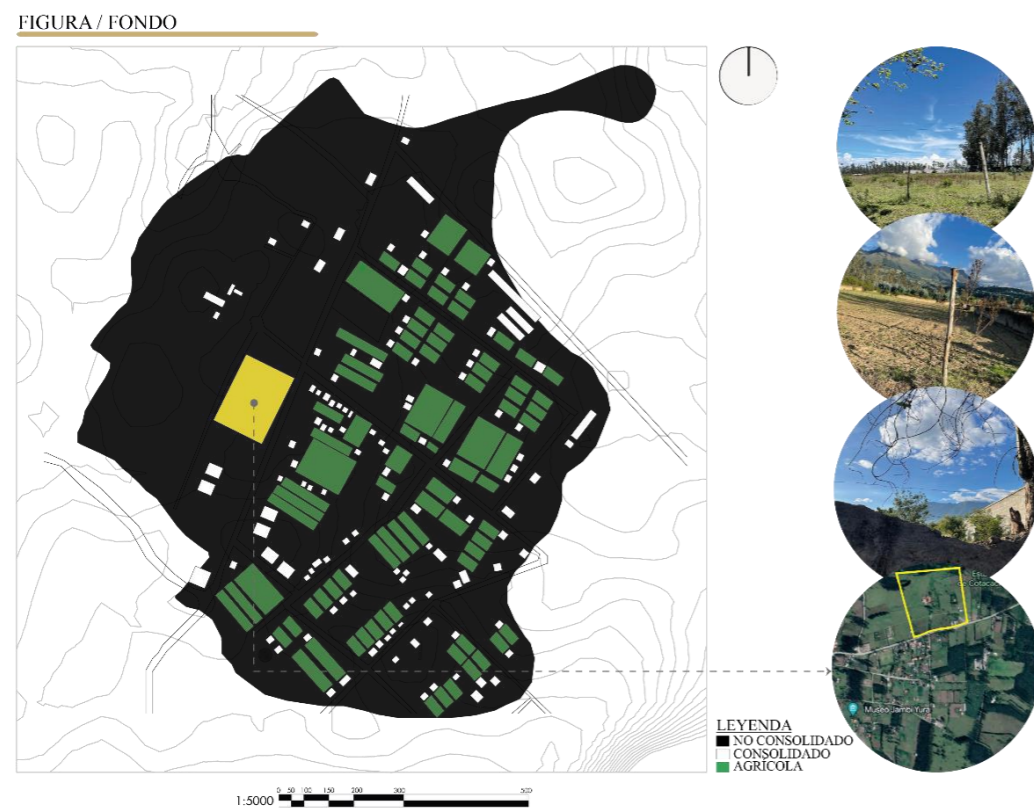 FIGURA / FONDO
LEYENDA
NO CONSOLIDADO
CONSOLIDADO
AGRÍCOLA
Museo Jambi Yura
1:5000
0 50 100 150 200 300 500